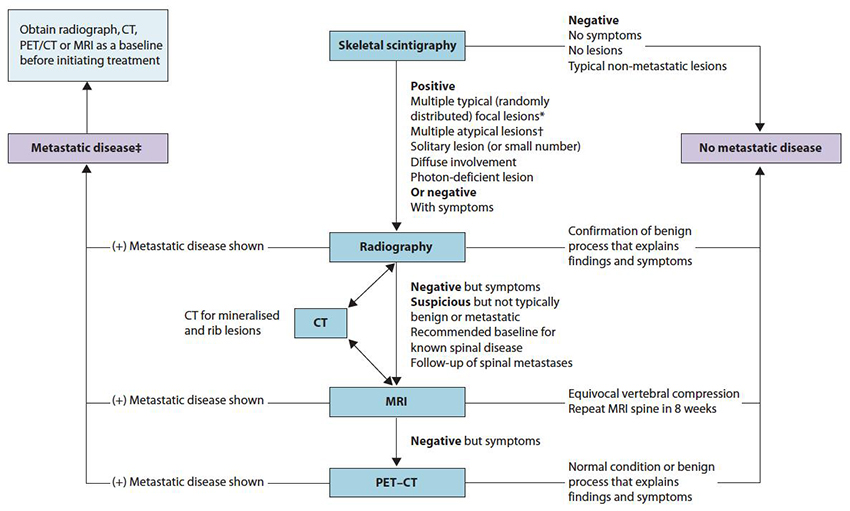 Obtain radiograph, CT,
PET/CT or MRI as a baseline
before initiating treatment
Skeletal scintigraphy
Negative
No symptoms
No lesions
Typical non-metastatic lesions
Positive
Multiple typical (randomly
distributed) focal lesions*
Multiple atypical lesions†
Solitary lesion (or small number)
Diffuse involvement
Photon-deficient lesion
Or negative
With symptoms
Metastatic disease‡
No metastatic disease
(+) Metastatic disease shown
Radiography
Confirmation of benign
process that explains
findings and symptoms
CT for mineralised
and rib lesions
CT
Negative but symptoms
Suspicious but not typically
benign or metastatic
Recommended baseline for
known spinal disease
Follow-up of spinal metastases
(+) Metastatic disease shown
MRI
Equivocal vertebral compression
Repeat MRI spine in 8 weeks
Negative but symptoms
(+) Metastatic disease shown
PET–CT
Normal condition or benign
process that explains
findings and symptoms